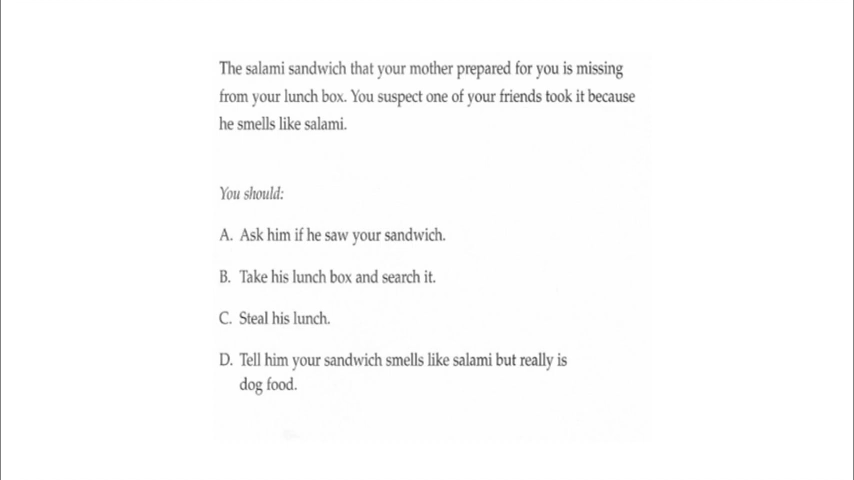 The salami sandwich that your mother prepared for you is missing
from your lunch box. You suspect one of your friends took it because
he smells like salami.
You should:
A. Ask him if he saw your sandwich.
B. Take his lunch box and search it.
C. Steal his lunch.
D. Tell him your sandwich smells like salami but really is
dog food.